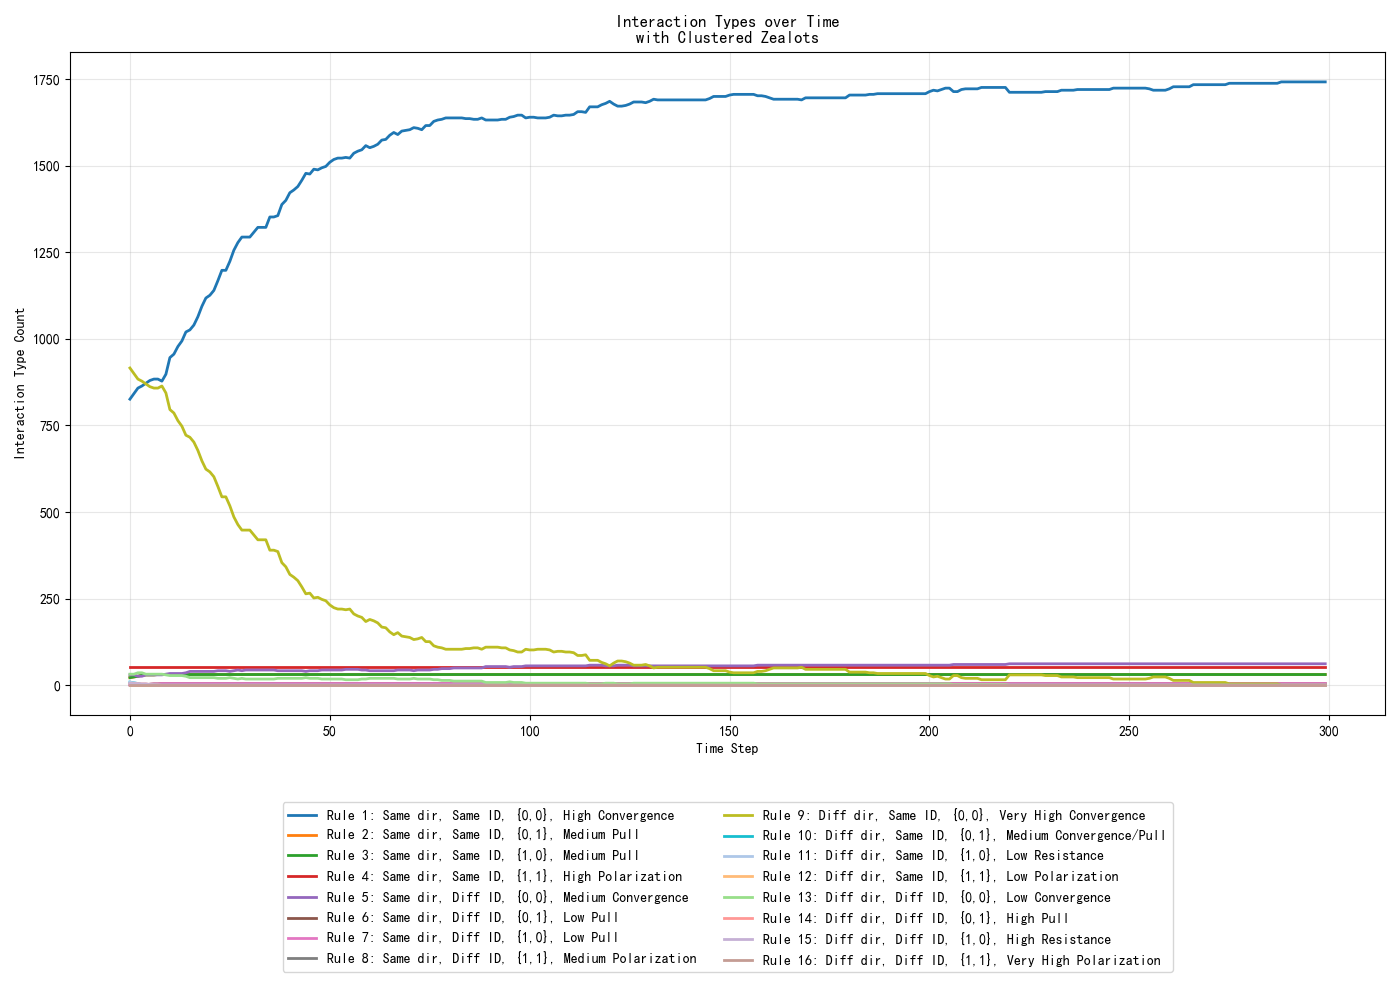 Interaction Types over Time
with Clustered Zealots
Interaction Type Count
1750
1500
1250
1000
750
500
250
0
0
50
100
150
200
250
300
Time Step
Rule 1: Same dir, Same ID, {0,0}, High Convergence
Rule 2: Same dir, Same ID, {0,1}, Medium Pull
Rule 3: Same dir, Same ID, {1,0}, Medium Pull
Rule 4: Same dir, Same ID, {1,1}, High Polarization
Rule 5: Same dir, Diff ID, {0,0}, Medium Convergence
Rule 6: Same dir, Diff ID, {0,1}, Low Pull
Rule 7: Same dir, Diff ID, {1,0}, Low Pull
Rule 8: Same dir, Diff ID, {1,1}, Medium Polarization
Rule 9: Diff dir, Same ID, {0,0}, Very High Convergence
Rule 10: Diff dir, Same ID, {0,1}, Medium Convergence/Pull
Rule 11: Diff dir, Same ID, {1,0}, Low Resistance
Rule 12: Diff dir, Same ID, {1,1}, Low Polarization
Rule 13: Diff dir, Diff ID, {0,0}, Low Convergence
Rule 14: Diff dir, Diff ID, {0,1}, High Pull
Rule 15: Diff dir, Diff ID, {1,0}, High Resistance
Rule 16: Diff dir, Diff ID, {1,1}, Very High Polarization